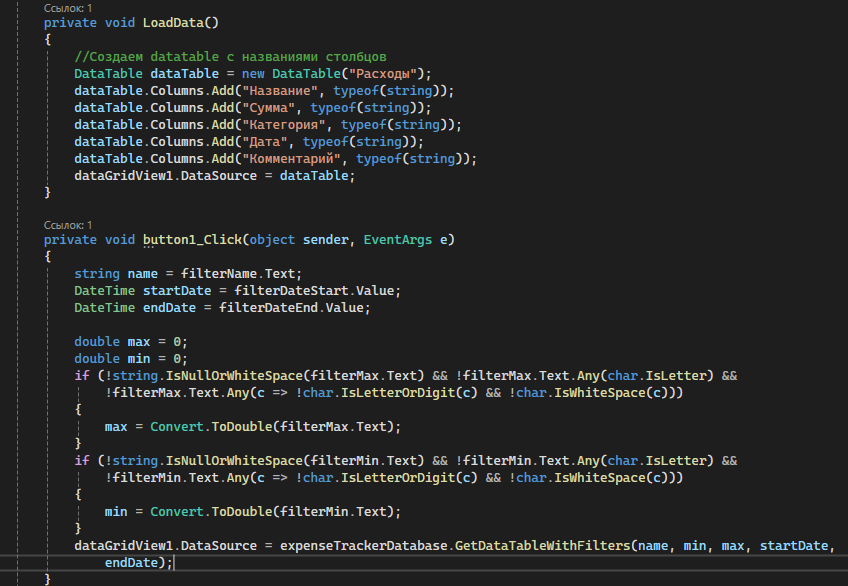 Ссылок: 1
private void LoadData()
{
//Создаем datatable с названиями столбцов
DataTable dataTable = new DataTable("Расходы");
dataTable.Columns.Add("Название", typeof(string));
dataTable.Columns.Add("Сумма", typeof(string));
dataTable.Columns.Add("Категория", typeof(string));
dataTable.Columns.Add("Дата", typeof(string));
dataTable.Columns.Add("Комментарий", typeof(string));
dataGridView1.DataSource = dataTable;
}
Ссылок: 1
private void button1_Click(object sender, EventArgs e)
{
string name = filterName.Text;
DateTime startDate = filterDateStart.Value;
DateTime endDate = filterDateEnd.Value;
double max = 0;
double min = 0;
if (!string.IsNullOrWhiteSpace(filterMax.Text) && !filterMax.Text.Any(char.IsLetter) &&
!filterMax.Text.Any(c => !char.IsLetterOrDigit(c) && !char.IsWhiteSpace(c)))
{
max = Convert.ToDouble(filterMax.Text);
}
if (!string.IsNullOrWhiteSpace(filterMin.Text) && !filterMin.Text.Any(char.IsLetter) &&
!filterMin.Text.Any(c => !char.IsLetterOrDigit(c) && !char.IsWhiteSpace(c)))
{
min = Convert.ToDouble(filterMin.Text);
}
dataGridView1.DataSource = expenseTrackerDatabase.GetDataTableWithFilters(name, min, max, startDate,
endDate);
}